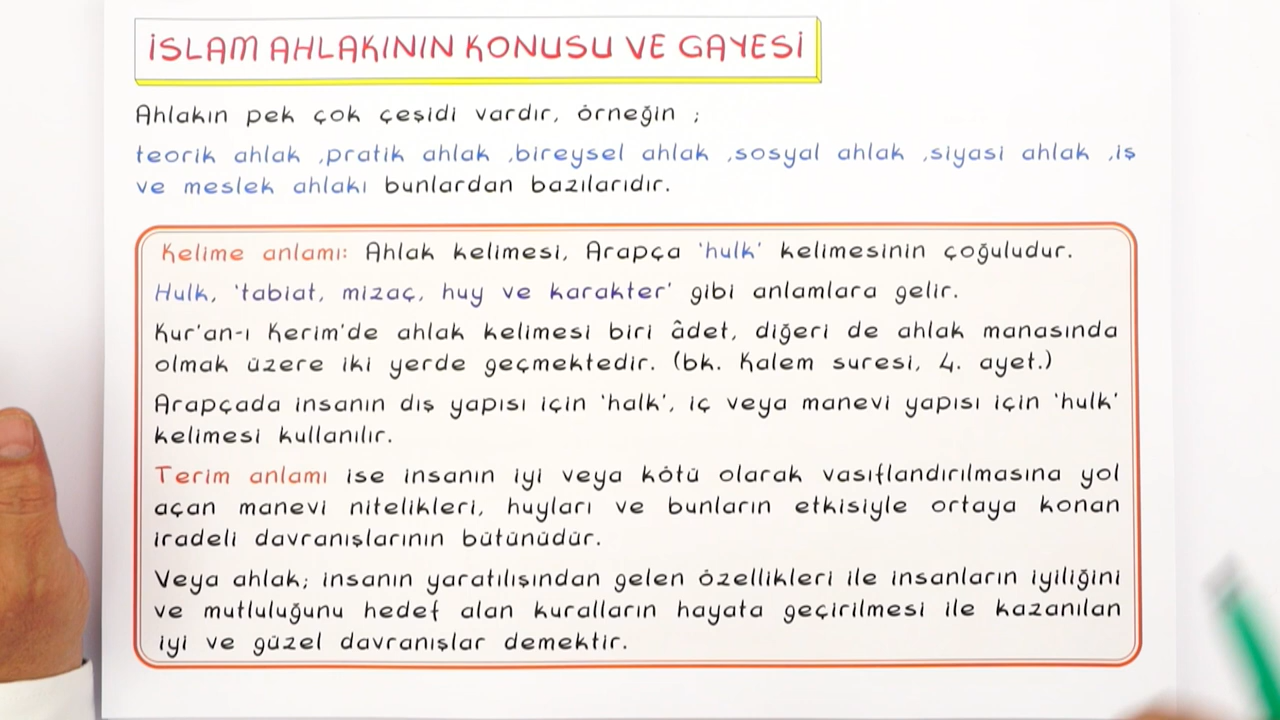 İSLAM AHLAKININ KONUSU VE GAYESİ
Ahlakın pek çok çeşidi vardır, örneğin ;
teorik ahlak ,pratik ahlak ,bireysel ahlak ,sosyal ahlak ,siyasi ahlak ,iş
ve meslek ahlakı bunlardan bazılarıdır.
Kelime anlamı: Ahlak kelimesi, Arapça 'hulk' kelimesinin çoğuludur.
Hulk, 'tabiat, mizaç, huy ve karakter' gibi anlamlara gelir.
Kur'an-ı Kerim'de ahlak kelimesi biri âdet, diğeri de ahlak manasında
olmak üzere iki yerde geçmektedir. (bk. Kalem suresi, 4. ayet.)
Arapçada insanın dış yapısı için 'halk', iç veya manevi yapısı için 'hulk'
kelimesi kullanılır.
Terim anlamı ise insanın iyi veya kötü olarak vasıflandırılmasına yol
açan manevi nitelikleri, huyları ve bunların etkisiyle ortaya konan
iradeli davranışlarının bütünüdür.
Veya ahlak; insanın yaratılışından gelen özellikleri ile insanların iyiliğini
ve mutluluğunu hedef alan kuralların hayata geçirilmesi ile kazanılan
iyi ve güzel davranışlar demektir.